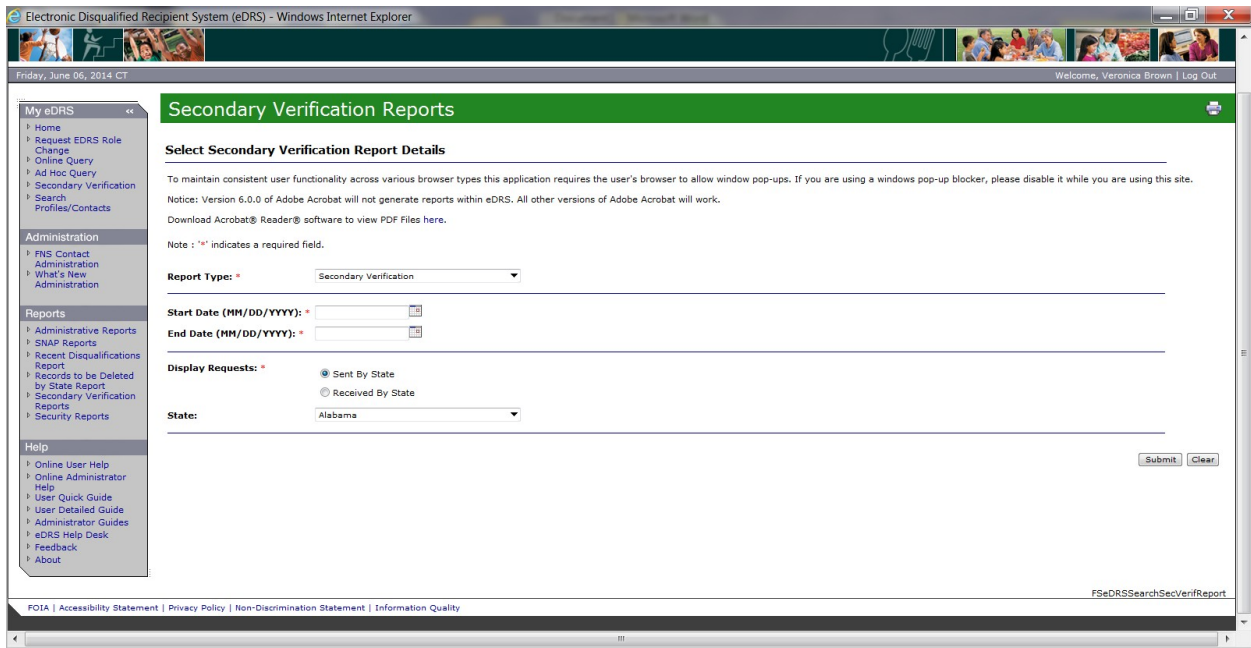 Electronic Disqualified Recipient System (eDRS) - Windows Internet Explorer
Friday, June 06, 2014 CT
Welcome, Veronica Brown | Log Out
My eDRS <<
Home
Request EDRS Role
Change
Online Query
Ad Hoc Query
Secondary Verification
Search
Profiles/Contacts
Administration
FNS Contact
Administration
What's New
Administration
Reports
Administrative Reports
SNAP Reports
Recent Disqualifications
Report
Records to be Deleted
by State Report
Secondary Verification
Reports
Security Reports
Help
Online User Help
Online Administrator
Help
User Quick Guide
User Detailed Guide
Administrator Guides
eDRS Help Desk
Feedback
About
Secondary Verification Reports
Select Secondary Verification Report Details
To maintain consistent user functionality across various browser types this application requires the user's browser to allow window pop-ups. If you are using a windows pop-up blocker, please disable it while you are using this site.
Notice: Version 6.0.0 of Adobe Acrobat will not generate reports within eDRS. All other versions of Adobe Acrobat will work.
Download Acrobat® Reader® software to view PDF Files here.
Note : '*' indicates a required field.
Report Type: * Secondary Verification
Start Date (MM/DD/YYYY): *
End Date (MM/DD/YYYY): *
Display Requests: * Sent By State
Received By State
State: Alabama
Submit Clear
FSeDRSSearchSecVerifReport
FOIA | Accessibility Statement | Privacy Policy | Non-Discrimination Statement | Information Quality